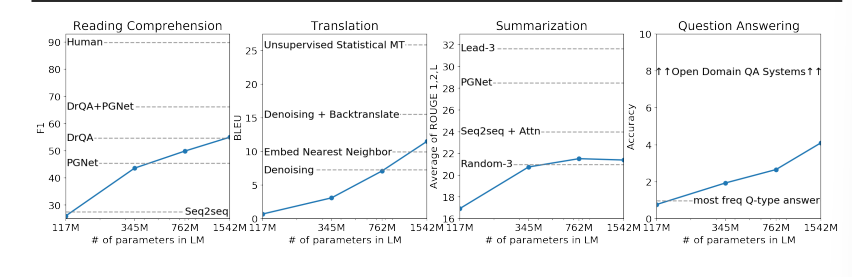 Reading Comprehension
90
80
70
60
50
40
30
F1
Human
DrQA+PGNet
DrQA
PGNet
Seq2seq
117M 345M 762M 1542M
# of parameters in LM
Translation
25
20
15
10
5
0
BLEU
Unsupervised Statistical MT
Denoising + Backtranslate
Embed Nearest Neighbor
Denoising
117M 345M 762M 1542M
# of parameters in LM
Summarization
32
30
28
26
24
22
20
18
16
Average of ROUGE 1,2,L
Lead-3
PGNet
Seq2seq + Attn
Random-3
117M 345M 762M 1542M
# of parameters in LM
Question Answering
10
8
6
4
2
0
Accuracy
↑↑Open Domain QA Systems↑↑
most freq Q-type answer
117M 345M 762M 1542M
# of parameters in LM